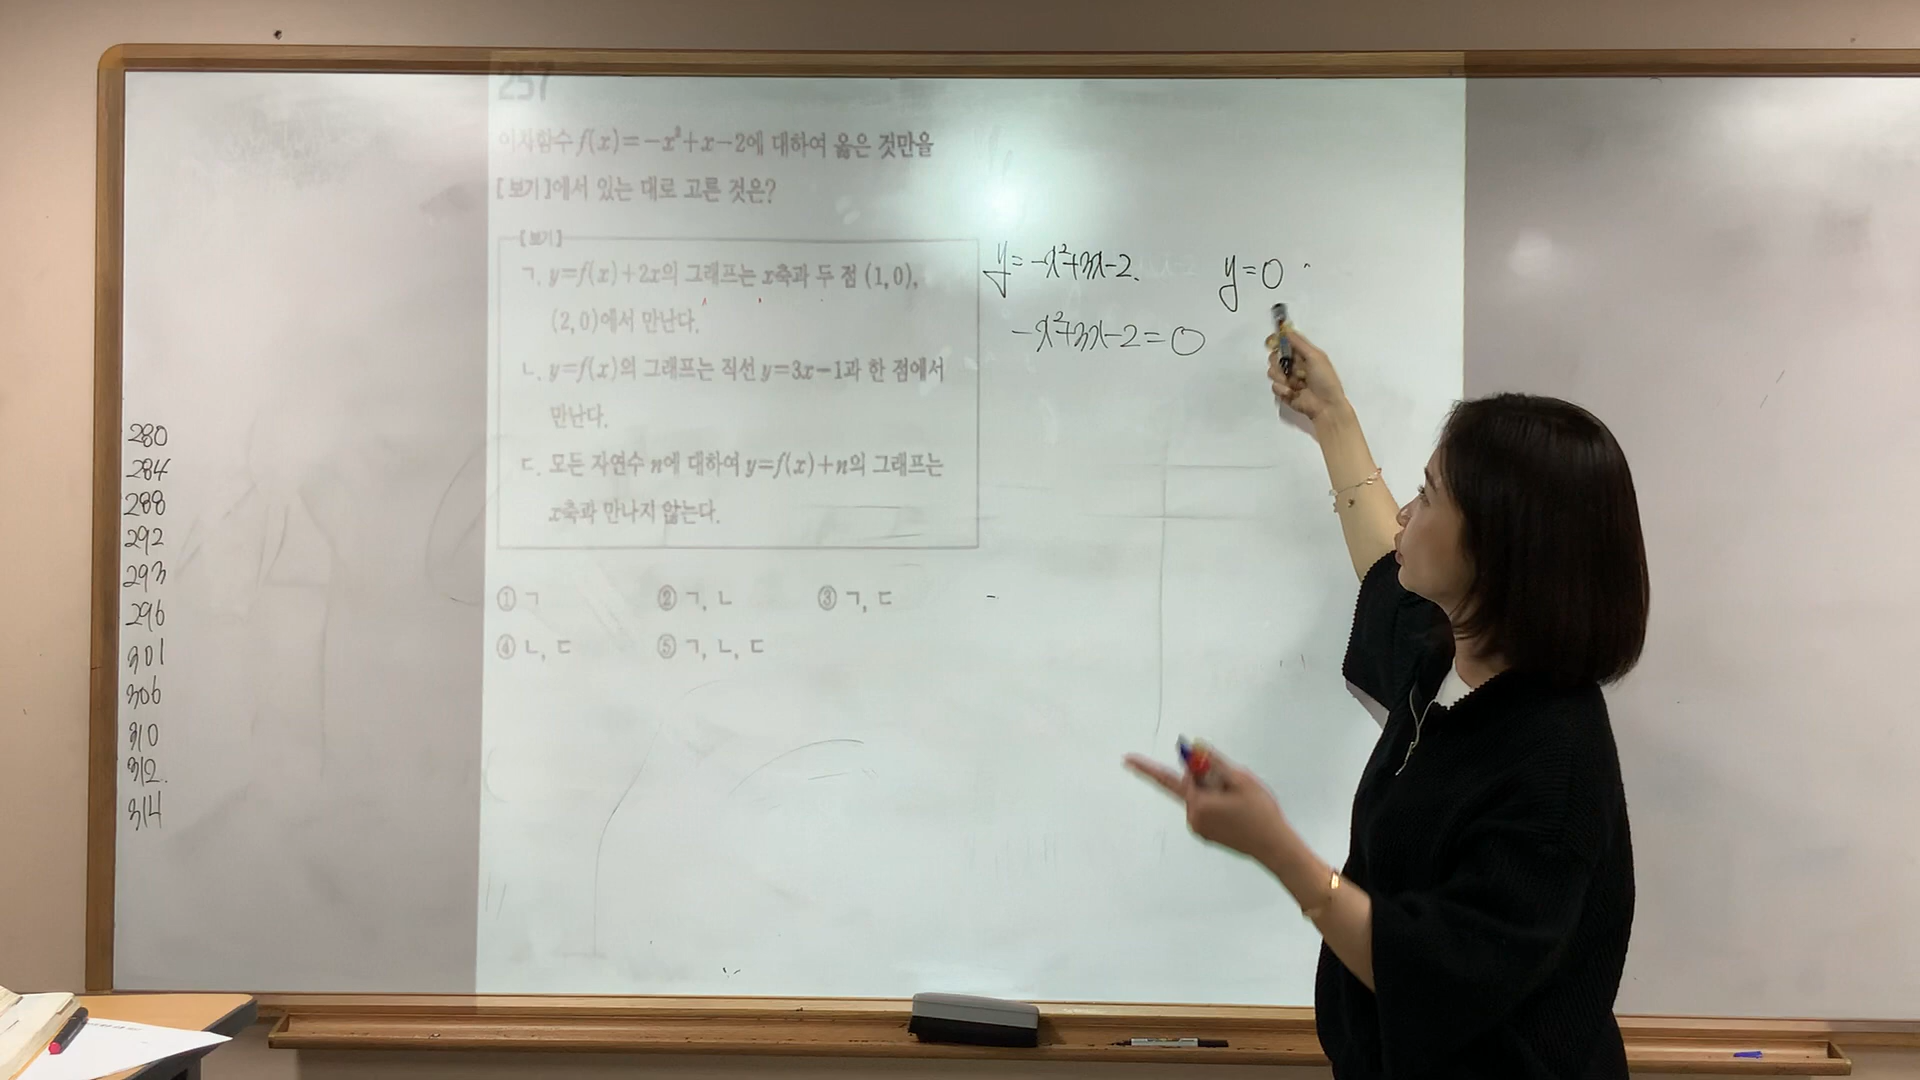 257
이차함수 f(x)=-x²+x-2에 대하여 옳은 것만을
[보기]에서 있는 대로 고른 것은?
[보기]
ㄱ. y=f(x)+2x의 그래프는 x축과 두 점 (1, 0),
(2, 0)에서 만난다.
ㄴ. y=f(x)의 그래프는 직선 y=3x-1과 한 점에서
만난다.
ㄷ. 모든 자연수 n에 대하여 y=f(x)+n의 그래프는
x축과 만나지 않는다.
① ㄱ ② ㄱ, ㄴ ③ ㄱ, ㄷ
④ ㄴ, ㄷ ⑤ ㄱ, ㄴ, ㄷ
y=-x²+3x-2. y=0
-x²+3x-2=0
280
284
288
292
293
296
301
306
310
312.
314